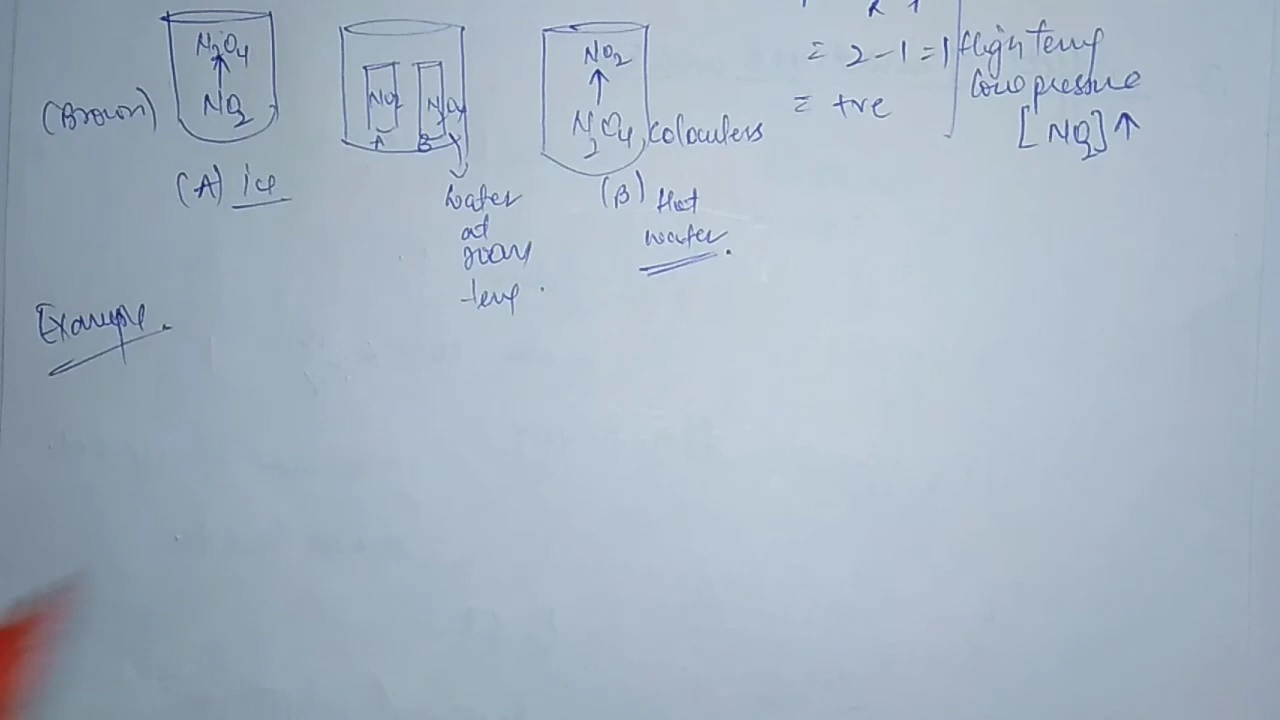 N2O4
↑
NO2
(Brown)
(A) ice
NO2
A
B
water
at
room
temp.
NO2
↑
N2O4, colourless
(B) Hot
water.
= 2-1=1
= +ve
High temp
low pressure
[NO2]↑
Example.